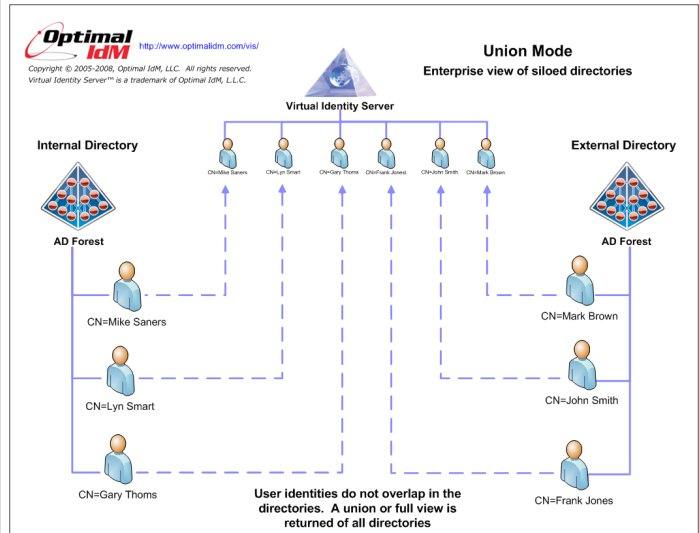 Optimal
IdM
http://www.optimalidm.com/vis/
Copyright © 2005-2008, Optimal IdM, LLC. All rights reserved.
Virtual Identity Server™ is a trademark of Optimal IdM, L.L.C.
Union Mode
Enterprise view of siloed directories
Virtual Identity Server
Internal Directory
External Directory
CN=Mike Saners
CN=Lyn Smart
CN=Gary Thoms
CN=Frank Jonest
CN=John Smith
CN=Mark Brown
AD Forest
AD Forest
CN=Mike Saners
CN=Mark Brown
CN=Lyn Smart
CN=John Smith
CN=Gary Thoms
CN=Frank Jones
User identities do not overlap in the
directories. A union or full view is
returned of all directories